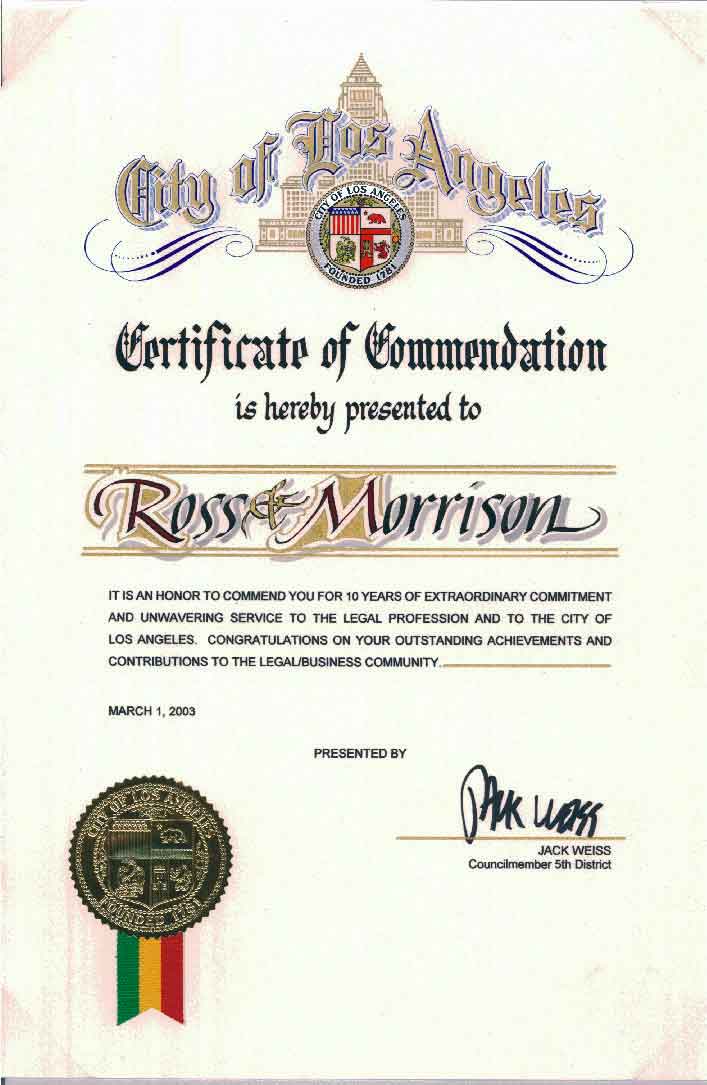 City of Los Angeles
CITY OF LOS ANGELES
FOUNDED 1781
Certificate of Commendation
is hereby presented to
Ross & Morrison
IT IS AN HONOR TO COMMEND YOU FOR 10 YEARS OF EXTRAORDINARY COMMITMENT
AND UNWAVERING SERVICE TO THE LEGAL PROFESSION AND TO THE CITY OF
LOS ANGELES. CONGRATULATIONS ON YOUR OUTSTANDING ACHIEVEMENTS AND
CONTRIBUTIONS TO THE LEGAL/BUSINESS COMMUNITY.
MARCH 1, 2003
PRESENTED BY
Jack Weiss
JACK WEISS
Councilmember 5th District
CITY OF LOS ANGELES
FOUNDED 1781